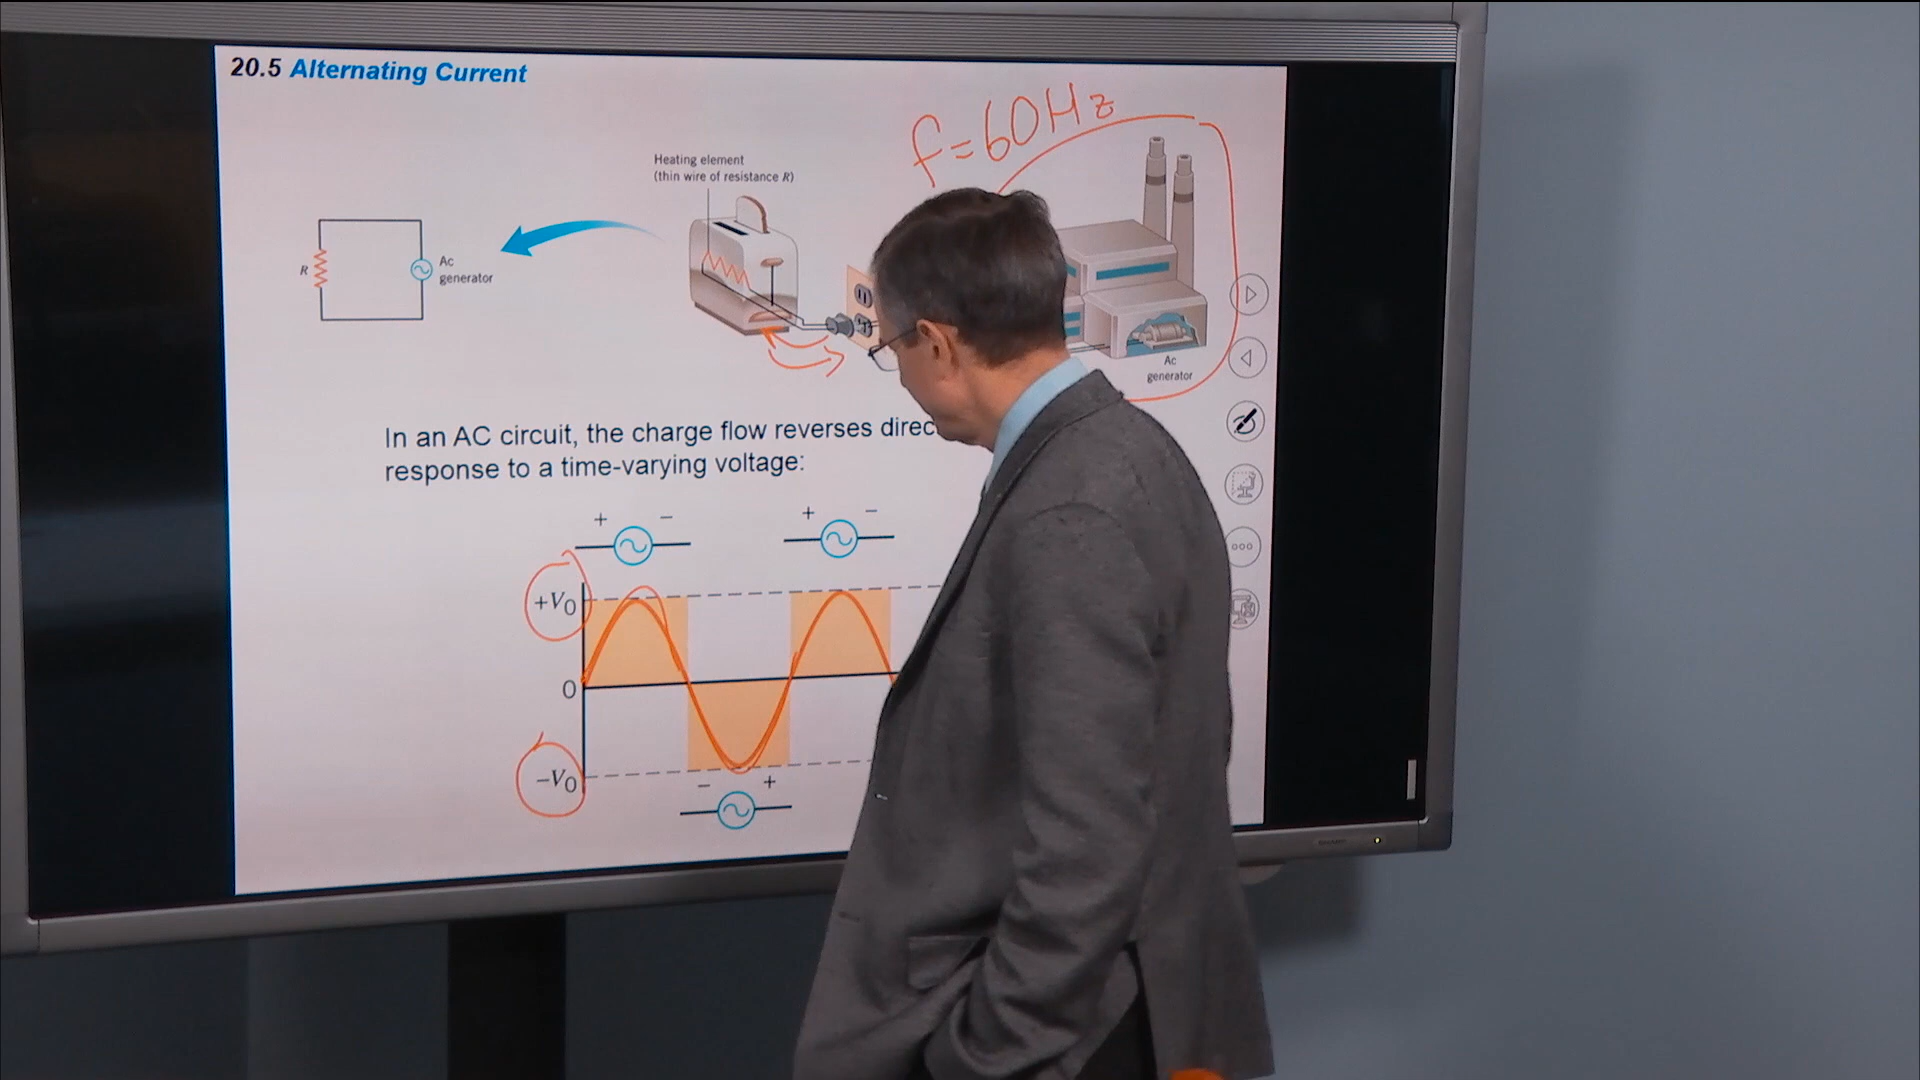 20.5 Alternating Current
f=60Hz
Heating element
(thin wire of resistance R)
R
Ac
generator
Ac
generator
In an AC circuit, the charge flow reverses
response to a time-varying voltage:
+ −
+ −
+V0
0
−V0
− +